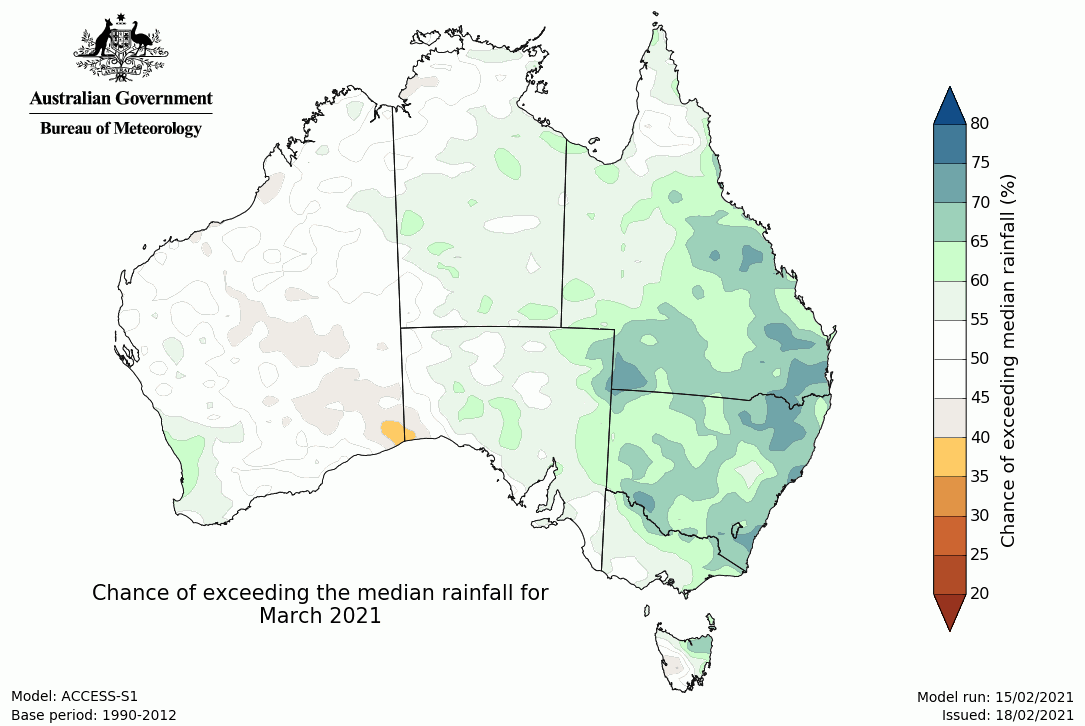 Australian Government
Bureau of Meteorology
80
75
70
65
60
55
50
45
40
35
30
25
20
Chance of exceeding median rainfall (%)
Chance of exceeding the median rainfall for
March 2021
Model: ACCESS-S1
Base period: 1990-2012
Model run: 15/02/2021
Issued: 18/02/2021